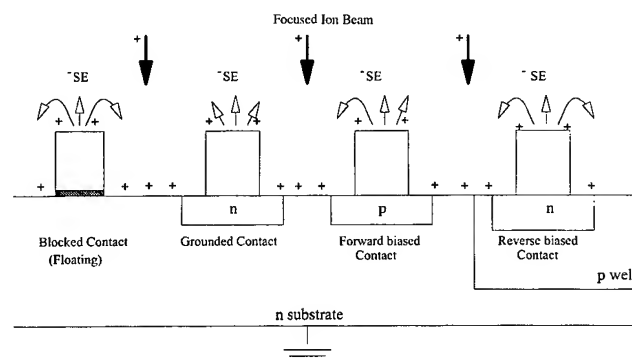 Focused Ion Beam
+ + +
-SE -SE -SE -SE
+ + + + + + + +
+ + + + + + + + + + +
n p n
Blocked Contact
(Floating)
Grounded Contact
Forward biased
Contact
Reverse biased
Contact
p wel
n substrate